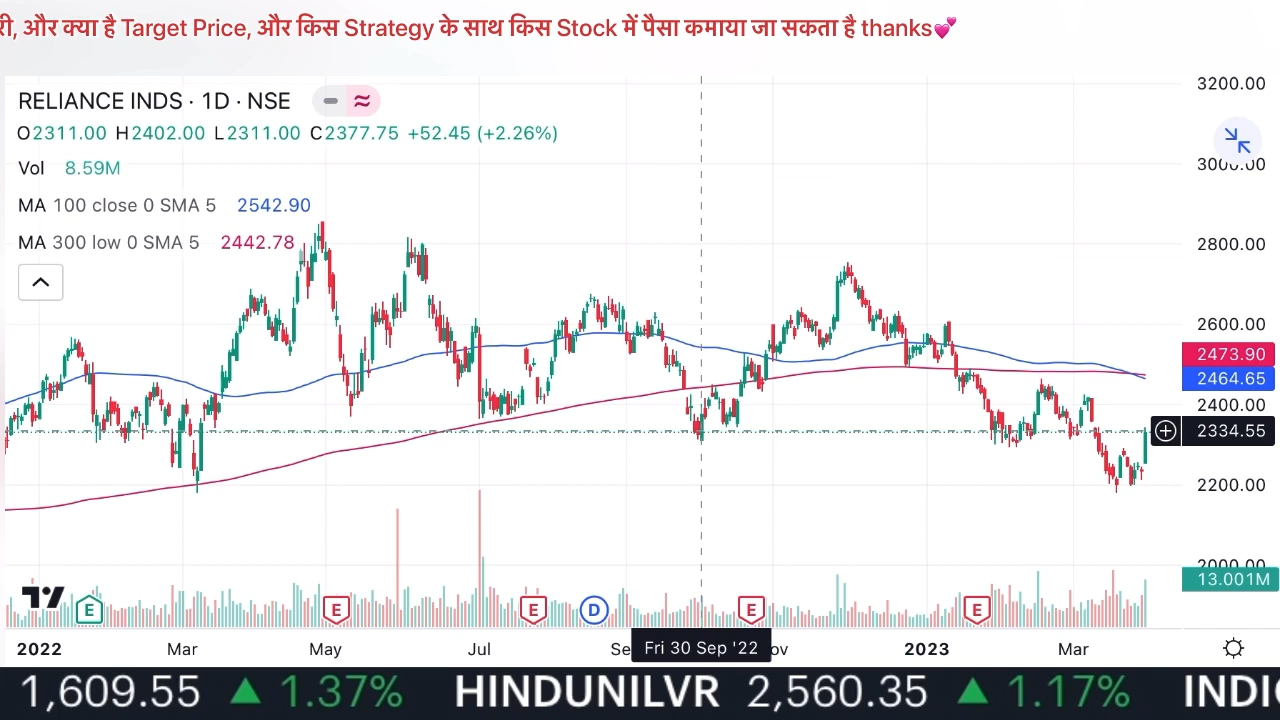 और क्या है Target Price, और किस Strategy के साथ किस Stock में पैसा कमाया जा सकता है thanks💕
RELIANCE INDS · 1D · NSE
O2311.00 H2402.00 L2311.00 C2377.75 +52.45 (+2.26%)
Vol 8.59M
MA 100 close 0 SMA 5 2542.90
MA 300 low 0 SMA 5 2442.78
3200.00
3000.00
2800.00
2600.00
2473.90
2464.65
2400.00
2334.55
2200.00
2000.00
13.001M
E E E D E E
2022 Mar May Jul Fri 30 Sep '22 2023 Mar
1,609.55 ▲ 1.37% HINDUNILVR 2,560.35 ▲ 1.17%